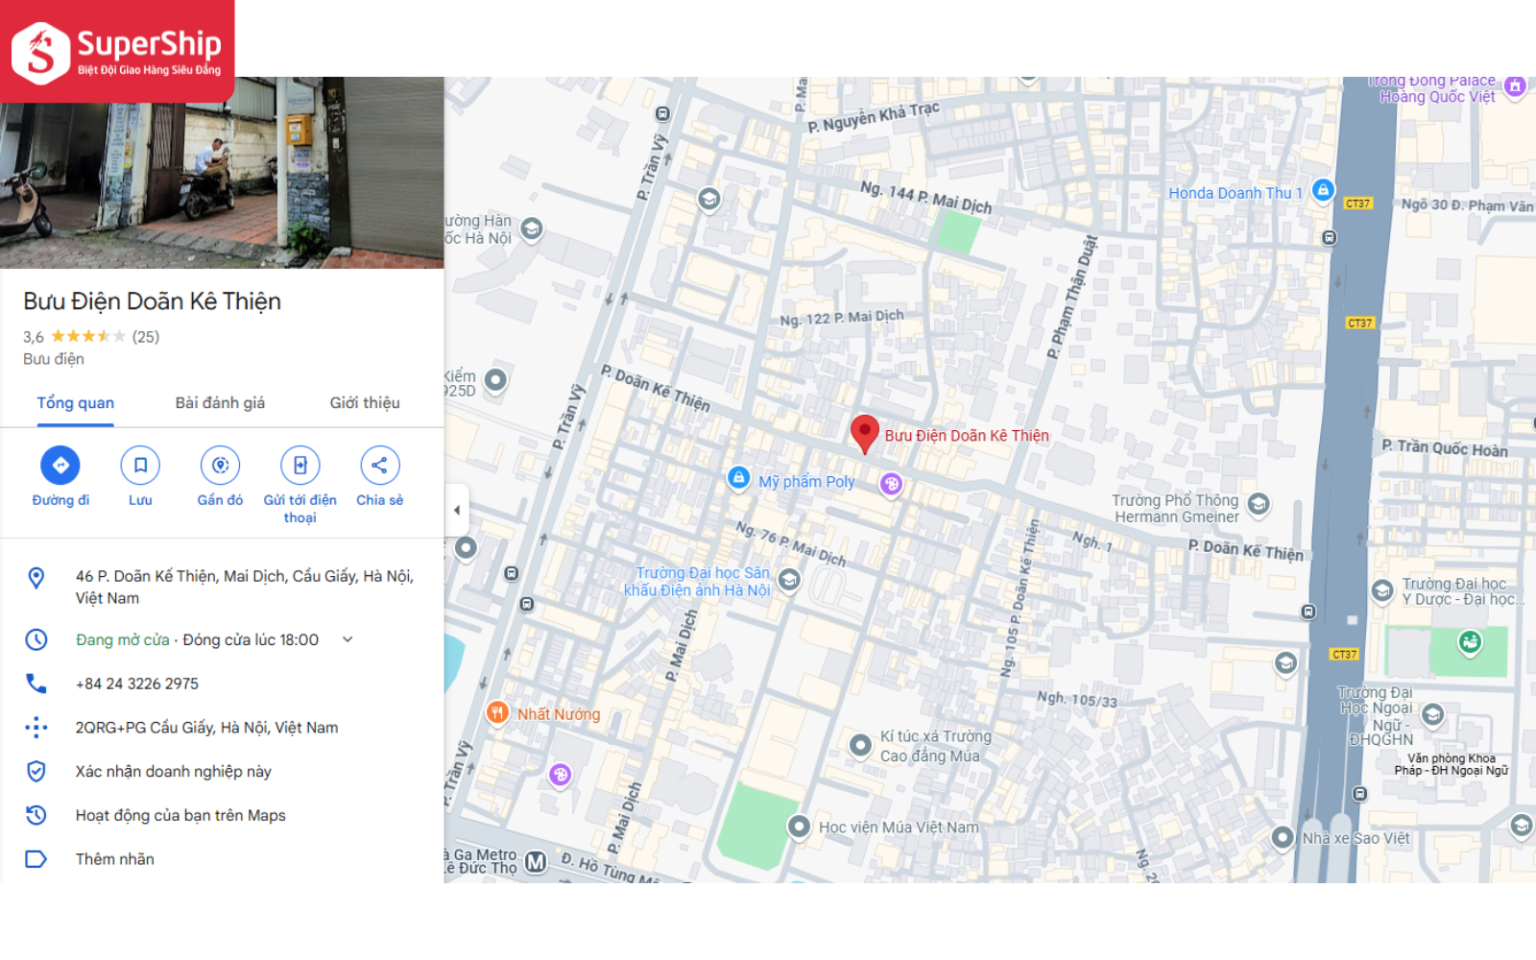 SuperShip
Biệt Đội Giao Hàng Siêu Đẳng
Bưu Điện Doãn Kê Thiện
3,6 (25)
Bưu điện
Tổng quan
Bài đánh giá
Giới thiệu
Đường đi
Lưu
Gần đó
Gửi tới điện
thoại
Chia sẻ
46 P. Doãn Kế Thiện, Mai Dịch, Cầu Giấy, Hà Nội,
Việt Nam
Đang mở cửa · Đóng cửa lúc 18:00
+84 24 3226 2975
2QRG+PG Cầu Giấy, Hà Nội, Việt Nam
Xác nhận doanh nghiệp này
Hoạt động của bạn trên Maps
Thêm nhãn
Trống Đồng Palace
Hoàng Quốc Việt
P. Ma
P. Nguyễn Khả Trạc
P. Trần Vỹ
Ng. 144 P. Mai Dịch
Honda Doanh Thu 1
CT37
Ngõ 30 Đ. Phạm Văn
ường Hàn
ốc Hà Nội
P. Phạm Thận Duật
Ng. 122 P. Mai Dịch
CT37
Kiểm
925D
P. Doãn Kế Thiện
P. Trần Vỹ
Bưu Điện Doãn Kê Thiện
P. Trần Quốc Hoàn
Mỹ phẩm Poly
Trường Phổ Thông
Hermann Gmeiner
Ng. 76 P. Mai Dịch
Ngh. 1
P. Doãn Kế Thiện
Trường Đại học Sân
khấu Điện ảnh Hà Nội
Ng. 105 P. Doãn Kế Thiện
Trường Đại học
Y Dược - Đại học...
P. Mai Dịch
CT37
Ngh. 105/33
Trường Đại
Học Ngoại
Ngữ -
ĐHQGHN
Nhất Nướng
Kí túc xá Trường
Cao đẳng Múa
Văn phòng Khoa
Pháp - ĐH Ngoại Ngữ
P. Trần Vỹ
P. Mai Dịch
Học viện Múa Việt Nam
Nhà xe Sao Việt
à Ga Metro
Lê Đức Thọ
M
Đ. Hồ Tùng M
Ng. 2